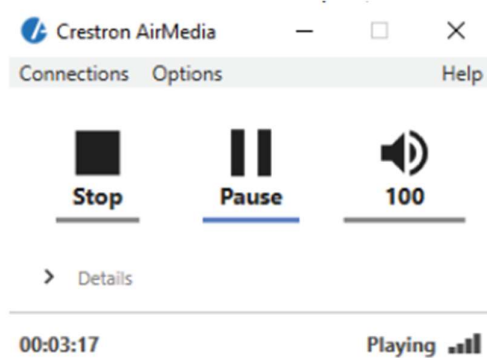 Crestron AirMedia
Connections Options Help
Stop Pause 100
Details
00:03:17 Playing